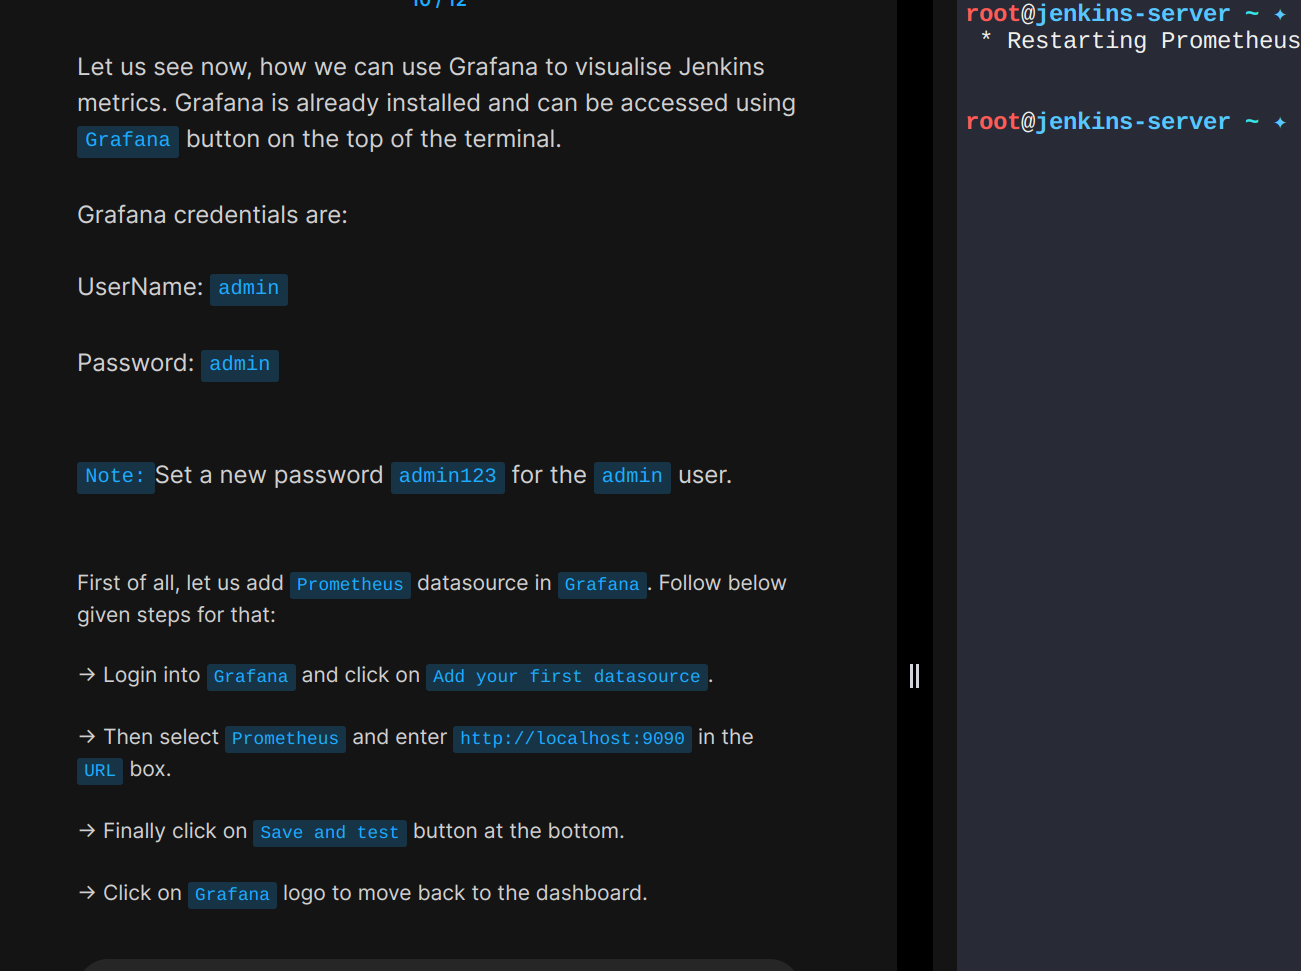 10 / 12
Let us see now, how we can use Grafana to visualise Jenkins
metrics. Grafana is already installed and can be accessed using
Grafana button on the top of the terminal.
Grafana credentials are:
UserName: admin
Password: admin
Note: Set a new password admin123 for the admin user.
First of all, let us add Prometheus datasource in Grafana. Follow below
given steps for that:
→ Login into Grafana and click on Add your first datasource.
→ Then select Prometheus and enter http://localhost:9090 in the
URL box.
→ Finally click on Save and test button at the bottom.
→ Click on Grafana logo to move back to the dashboard.
root@jenkins-server ~ ✦
* Restarting Prometheus
root@jenkins-server ~ ✦